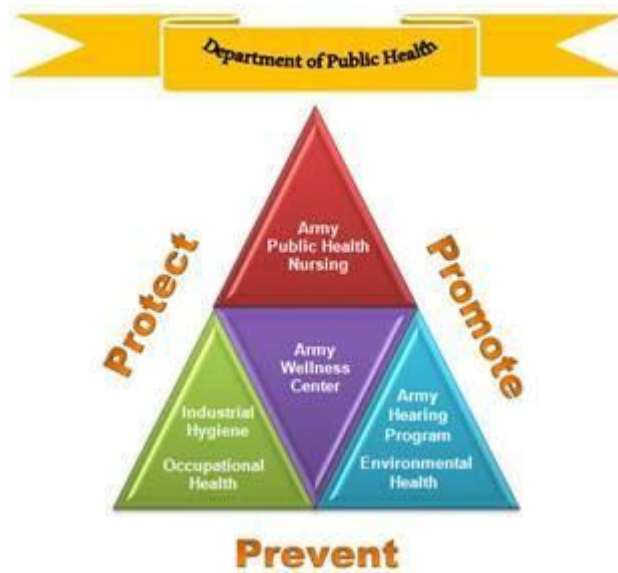 Department of Public Health
Army
Public Health
Nursing
Protect
Promote
Army
Wellness
Center
Industrial
Hygiene
Occupational
Health
Army
Hearing
Program
Environmental
Health
Prevent